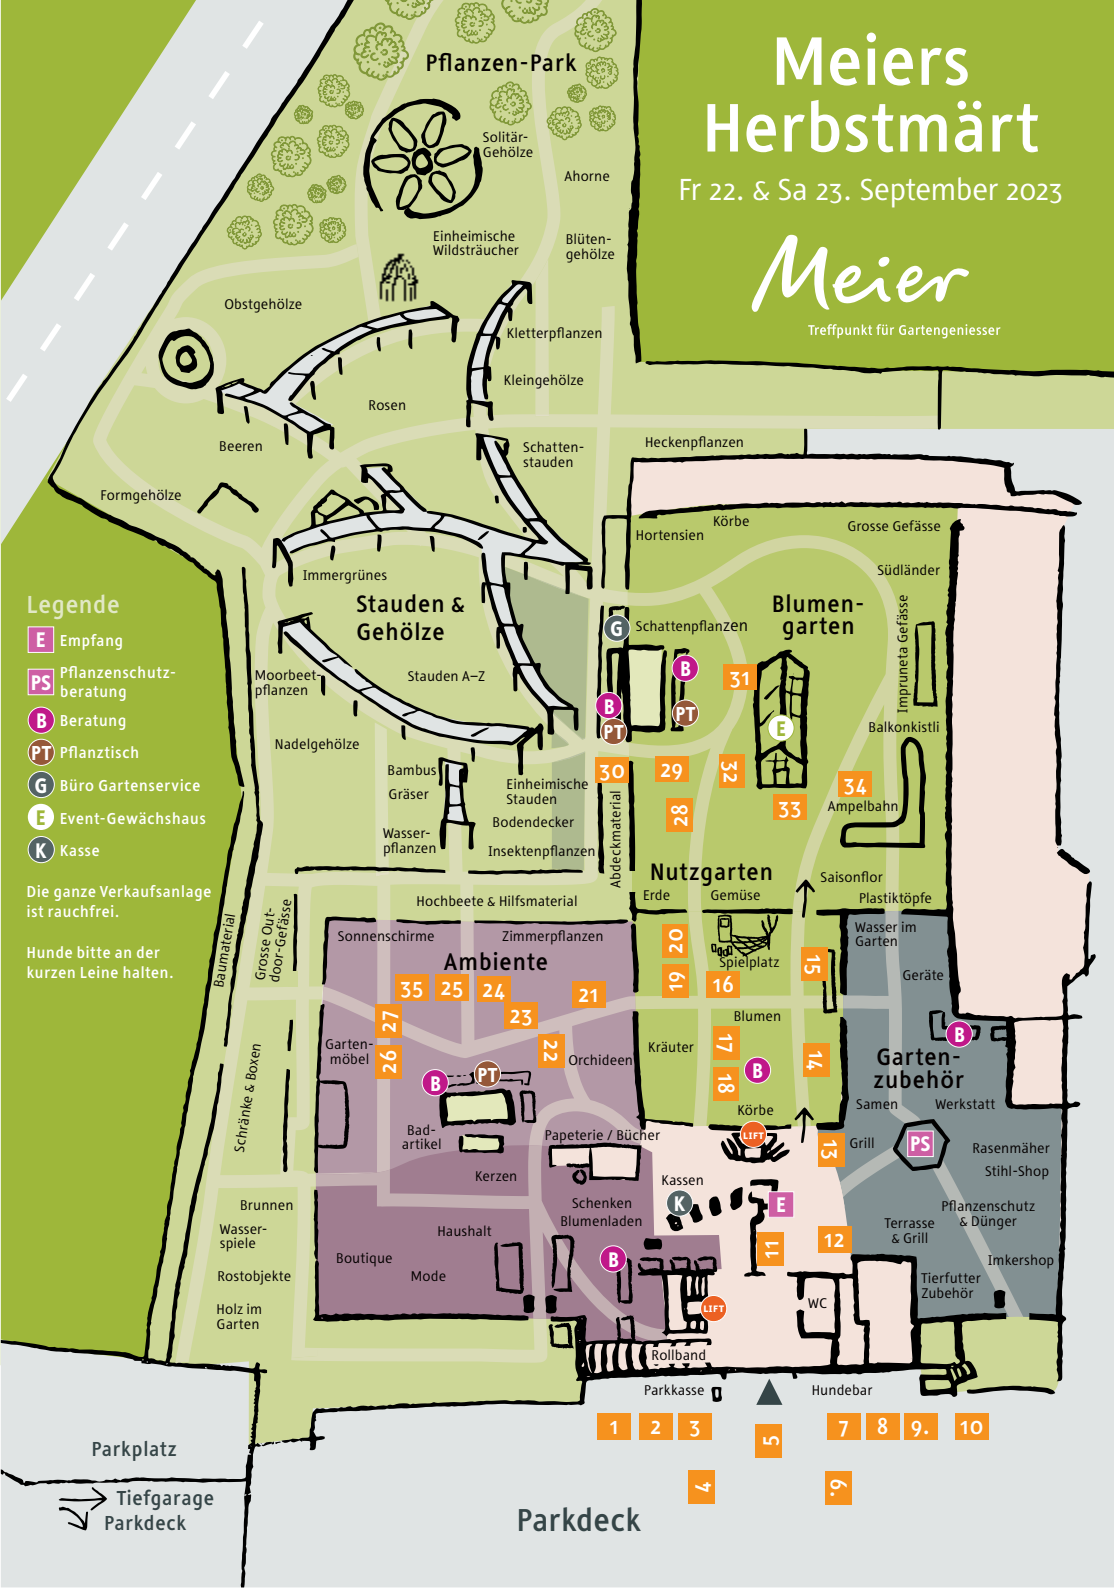 Meiers
Herbstmärt
Fr 22. & Sa 23. September 2023
Meier
Treffpunkt für Gartengeniesser
Pflanzen-Park
Solitär-
Gehölze
Ahorne
Einheimische
Wildsträucher
Blüten-
gehölze
Obstgehölze
Kletterpflanzen
Kleingehölze
Rosen
Beeren
Schatten-
stauden
Heckenpflanzen
Formgehölze
Immergrünes
Stauden &
Gehölze
Moorbeet-
pflanzen
Stauden A–Z
Nadelgehölze
Bambus
Gräser
Wasser-
pflanzen
Einheimische
Stauden
Bodendecker
Insektenpflanzen
Abdeckmaterial
Hochbeete & Hilfsmaterial
Legende
E Empfang
PS Pflanzenschutz-
beratung
B Beratung
PT Pflanztisch
G Büro Gartenservice
E Event-Gewächshaus
K Kasse
Die ganze Verkaufsanlage
ist rauchfrei.
Hunde bitte an der
kurzen Leine halten.
Körbe
Hortensien
Grosse Gefässe
Südländer
Blumen-
garten
Impruneta Gefässe
G
Schattenpflanzen
B
B
PT
PT
31
E
Balkonkistli
30
29
32
28
33
34
Ampelbahn
Nutzgarten
Saisonflor
Erde
Gemüse
Plastiktöpfe
Baumaterial
Grosse Out-
door-Gefässe
Schränke & Boxen
Sonnenschirme
Zimmerpflanzen
Ambiente
35
25
24
23
21
27
26
22
Garten-
möbel
Orchideen
B
PT
Bad-
artikel
Papeterie / Bücher
Kerzen
Schenken
Blumenladen
Haushalt
Boutique
Mode
B
20
19
Spielplatz
16
15
Blumen
Kräuter
17
18
B
14
Körbe
LIFT
Wasser im
Garten
Geräte
B
Garten-
zubehör
Samen
Werkstatt
13
Grill
PS
Rasenmäher
Stihl-Shop
Pflanzenschutz
& Dünger
Terrasse
& Grill
Imkershop
Tierfutter
Zubehör
Kassen
K
E
11
12
WC
LIFT
Rollband
Brunnen
Wasser-
spiele
Rostobjekte
Holz im
Garten
Parkkasse
Hundebar
1
2
3
4
5
6.
7
8
9.
10
Parkplatz
Tiefgarage
Parkdeck
Parkdeck